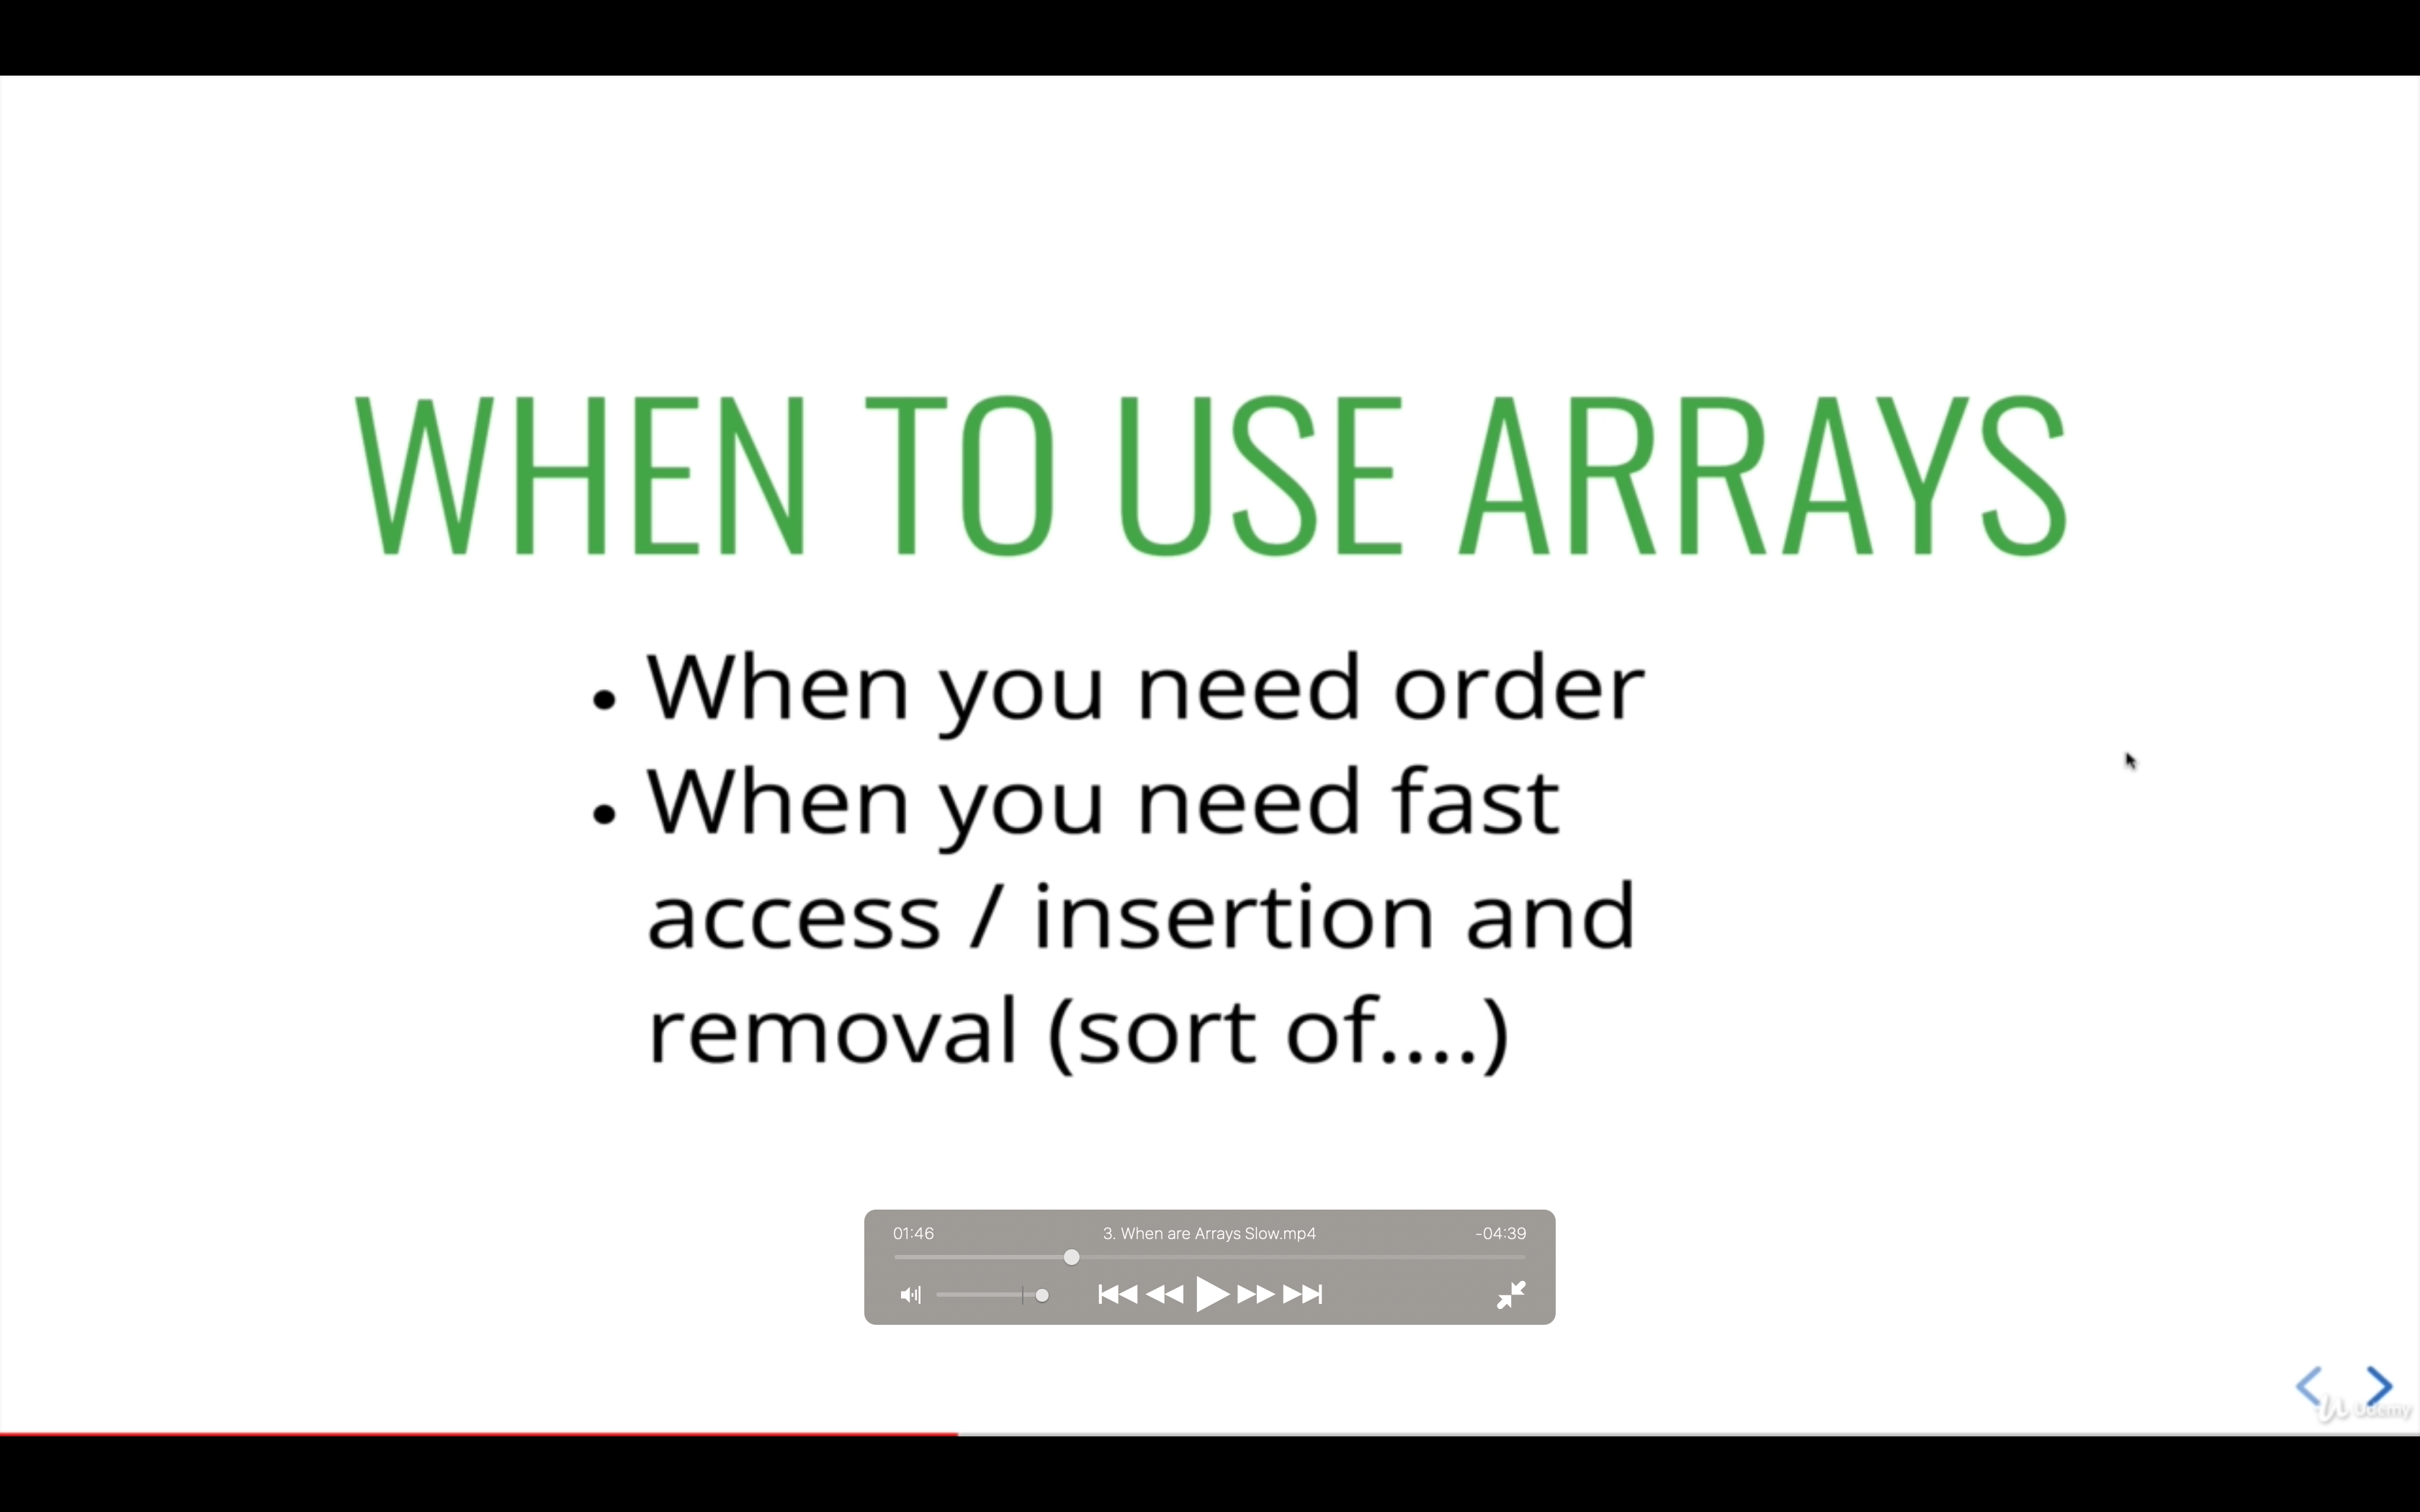 WHEN TO USE ARRAYS
• When you need order
• When you need fast
access / insertion and
removal (sort of....)
01:46 3. When are Arrays Slow.mp4 -04:39
Udemy